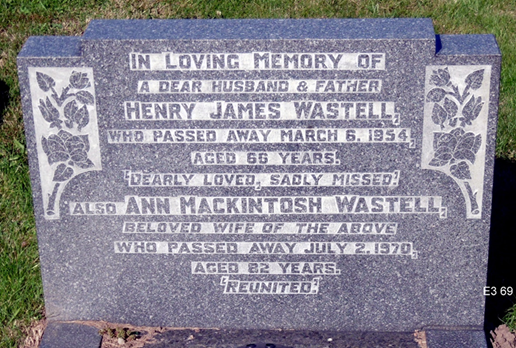 IN LOVING MEMORY OF
A DEAR HUSBAND & FATHER
HENRY JAMES WASTELL,
WHO PASSED AWAY MARCH 6, 1954,
AGED 66 YEARS.
'DEARLY LOVED, SADLY MISSED.'
ALSO ANN MACKINTOSH WASTELL,
BELOVED WIFE OF THE ABOVE
WHO PASSED AWAY JULY 2, 1970,
AGED 82 YEARS.
'REUNITED.'
E3 69